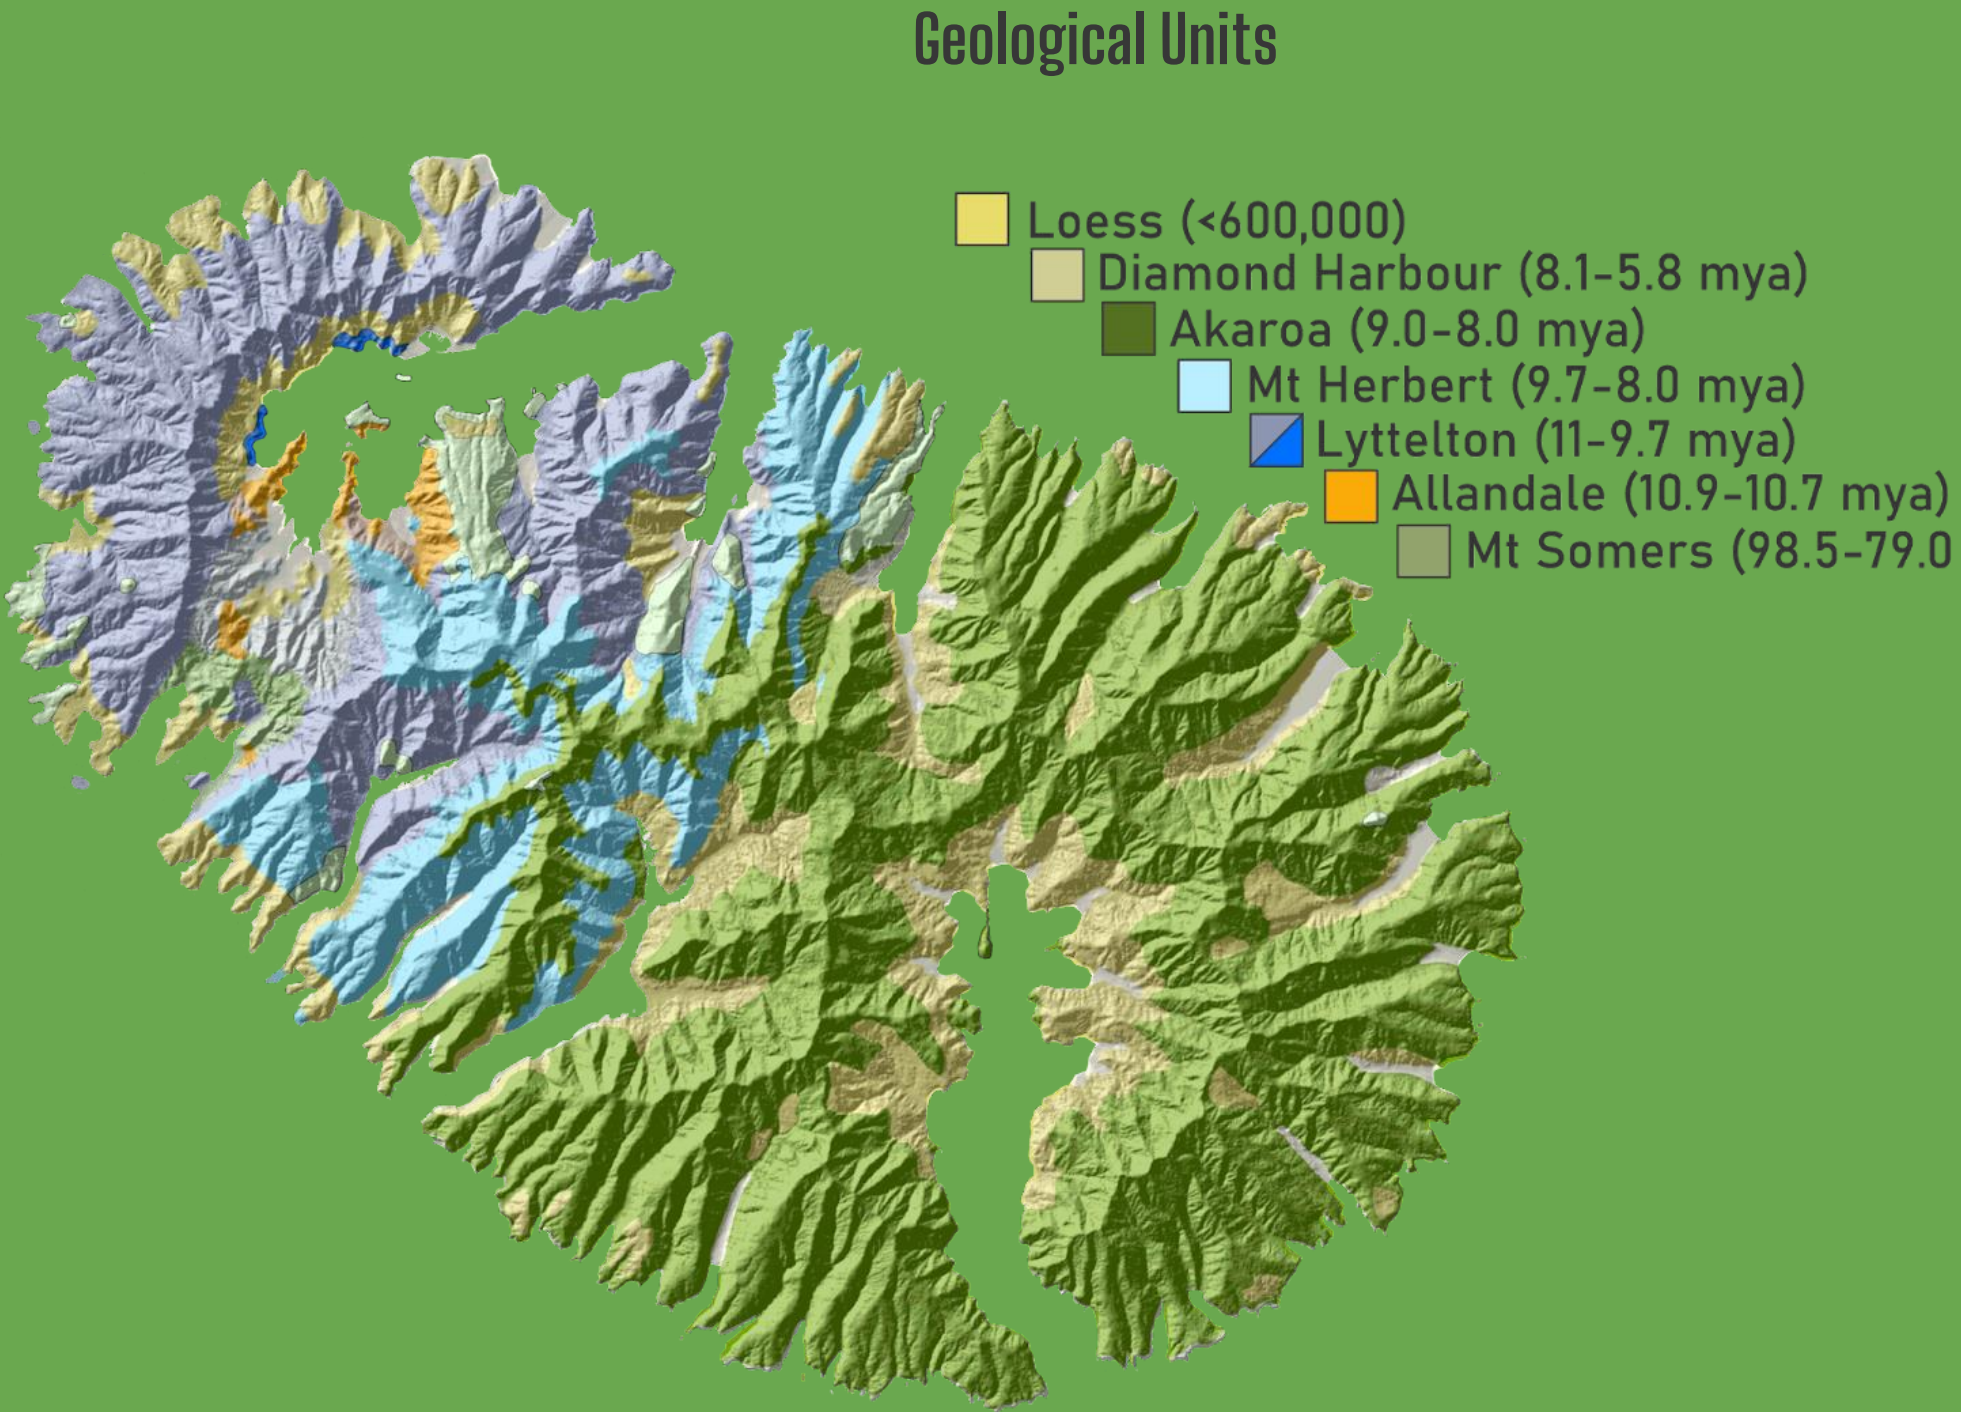 Geological Units
Loess (<600,000)
Diamond Harbour (8.1-5.8 mya)
Akaroa (9.0-8.0 mya)
Mt Herbert (9.7-8.0 mya)
Lyttelton (11-9.7 mya)
Allandale (10.9-10.7 mya)
Mt Somers (98.5-79.0